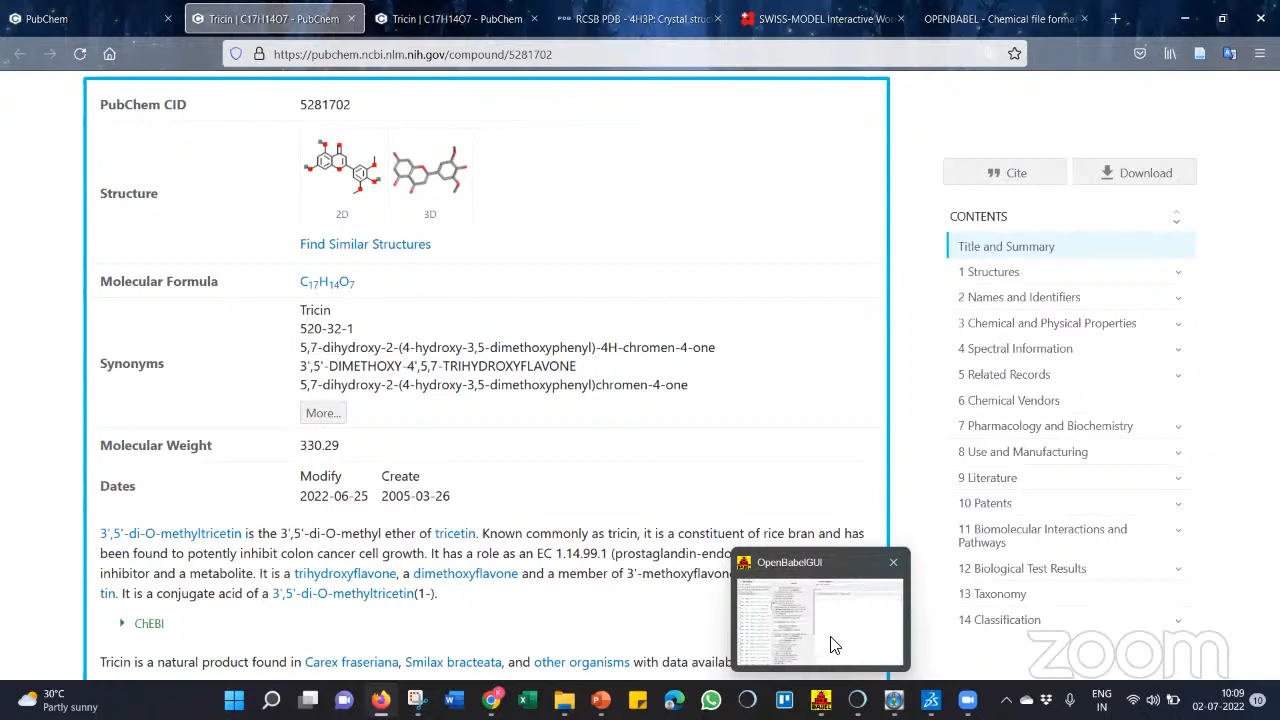 PubChem
Tricin | C17H14O7 - PubChem
Tricin | C17H14O7 - PubChem
RCSB PDB - 4H3P: Crystal struc
SWISS-MODEL Interactive Wo
OPENBABEL - Chemical file forma
https://pubchem.ncbi.nlm.nih.gov/compound/5281702
PubChem CID
5281702
Structure
2D
3D
Find Similar Structures
Molecular Formula
C17H14O7
Synonyms
Tricin
520-32-1
5,7-dihydroxy-2-(4-hydroxy-3,5-dimethoxyphenyl)-4H-chromen-4-one
3',5'-DIMETHOXY-4',5,7-TRIHYDROXYFLAVONE
5,7-dihydroxy-2-(4-hydroxy-3,5-dimethoxyphenyl)chromen-4-one
More...
Molecular Weight
330.29
Dates
Modify Create
2022-06-25 2005-03-26
3',5'-di-O-methyltricetin is the 3',5'-di-O-methyl ether of tricetin. Known commonly as tricin, it is a constituent of rice bran and has
been found to potentially inhibit colon cancer cell growth. It has a role as an EC 1.14.99.1 (prostaglandin-endo
inhibitor and a metabolite. It is a trihydroxyflavone, a dimethoxyflavone and a member of 3'-methoxyflavone
is a conjugate acid of a 3',5'-di-O-methyltricetin(1-).
ChEBI
Tricin is a natural product found in Carex fraseriana, Smilax bracteata, and other organisms with data availab
Cite
Download
CONTENTS
Title and Summary
1 Structures
2 Names and Identifiers
3 Chemical and Physical Properties
4 Spectral Information
5 Related Records
6 Chemical Vendors
7 Pharmacology and Biochemistry
8 Use and Manufacturing
9 Literature
10 Patents
11 Biomolecular Interactions and
Pathways
12 Biological Test Results
13 Taxonomy
14 Classification
OpenBabelGUI
zoom
30°C
Partly sunny
BABEL
ENG
IN
10:09
02-07-2022
10